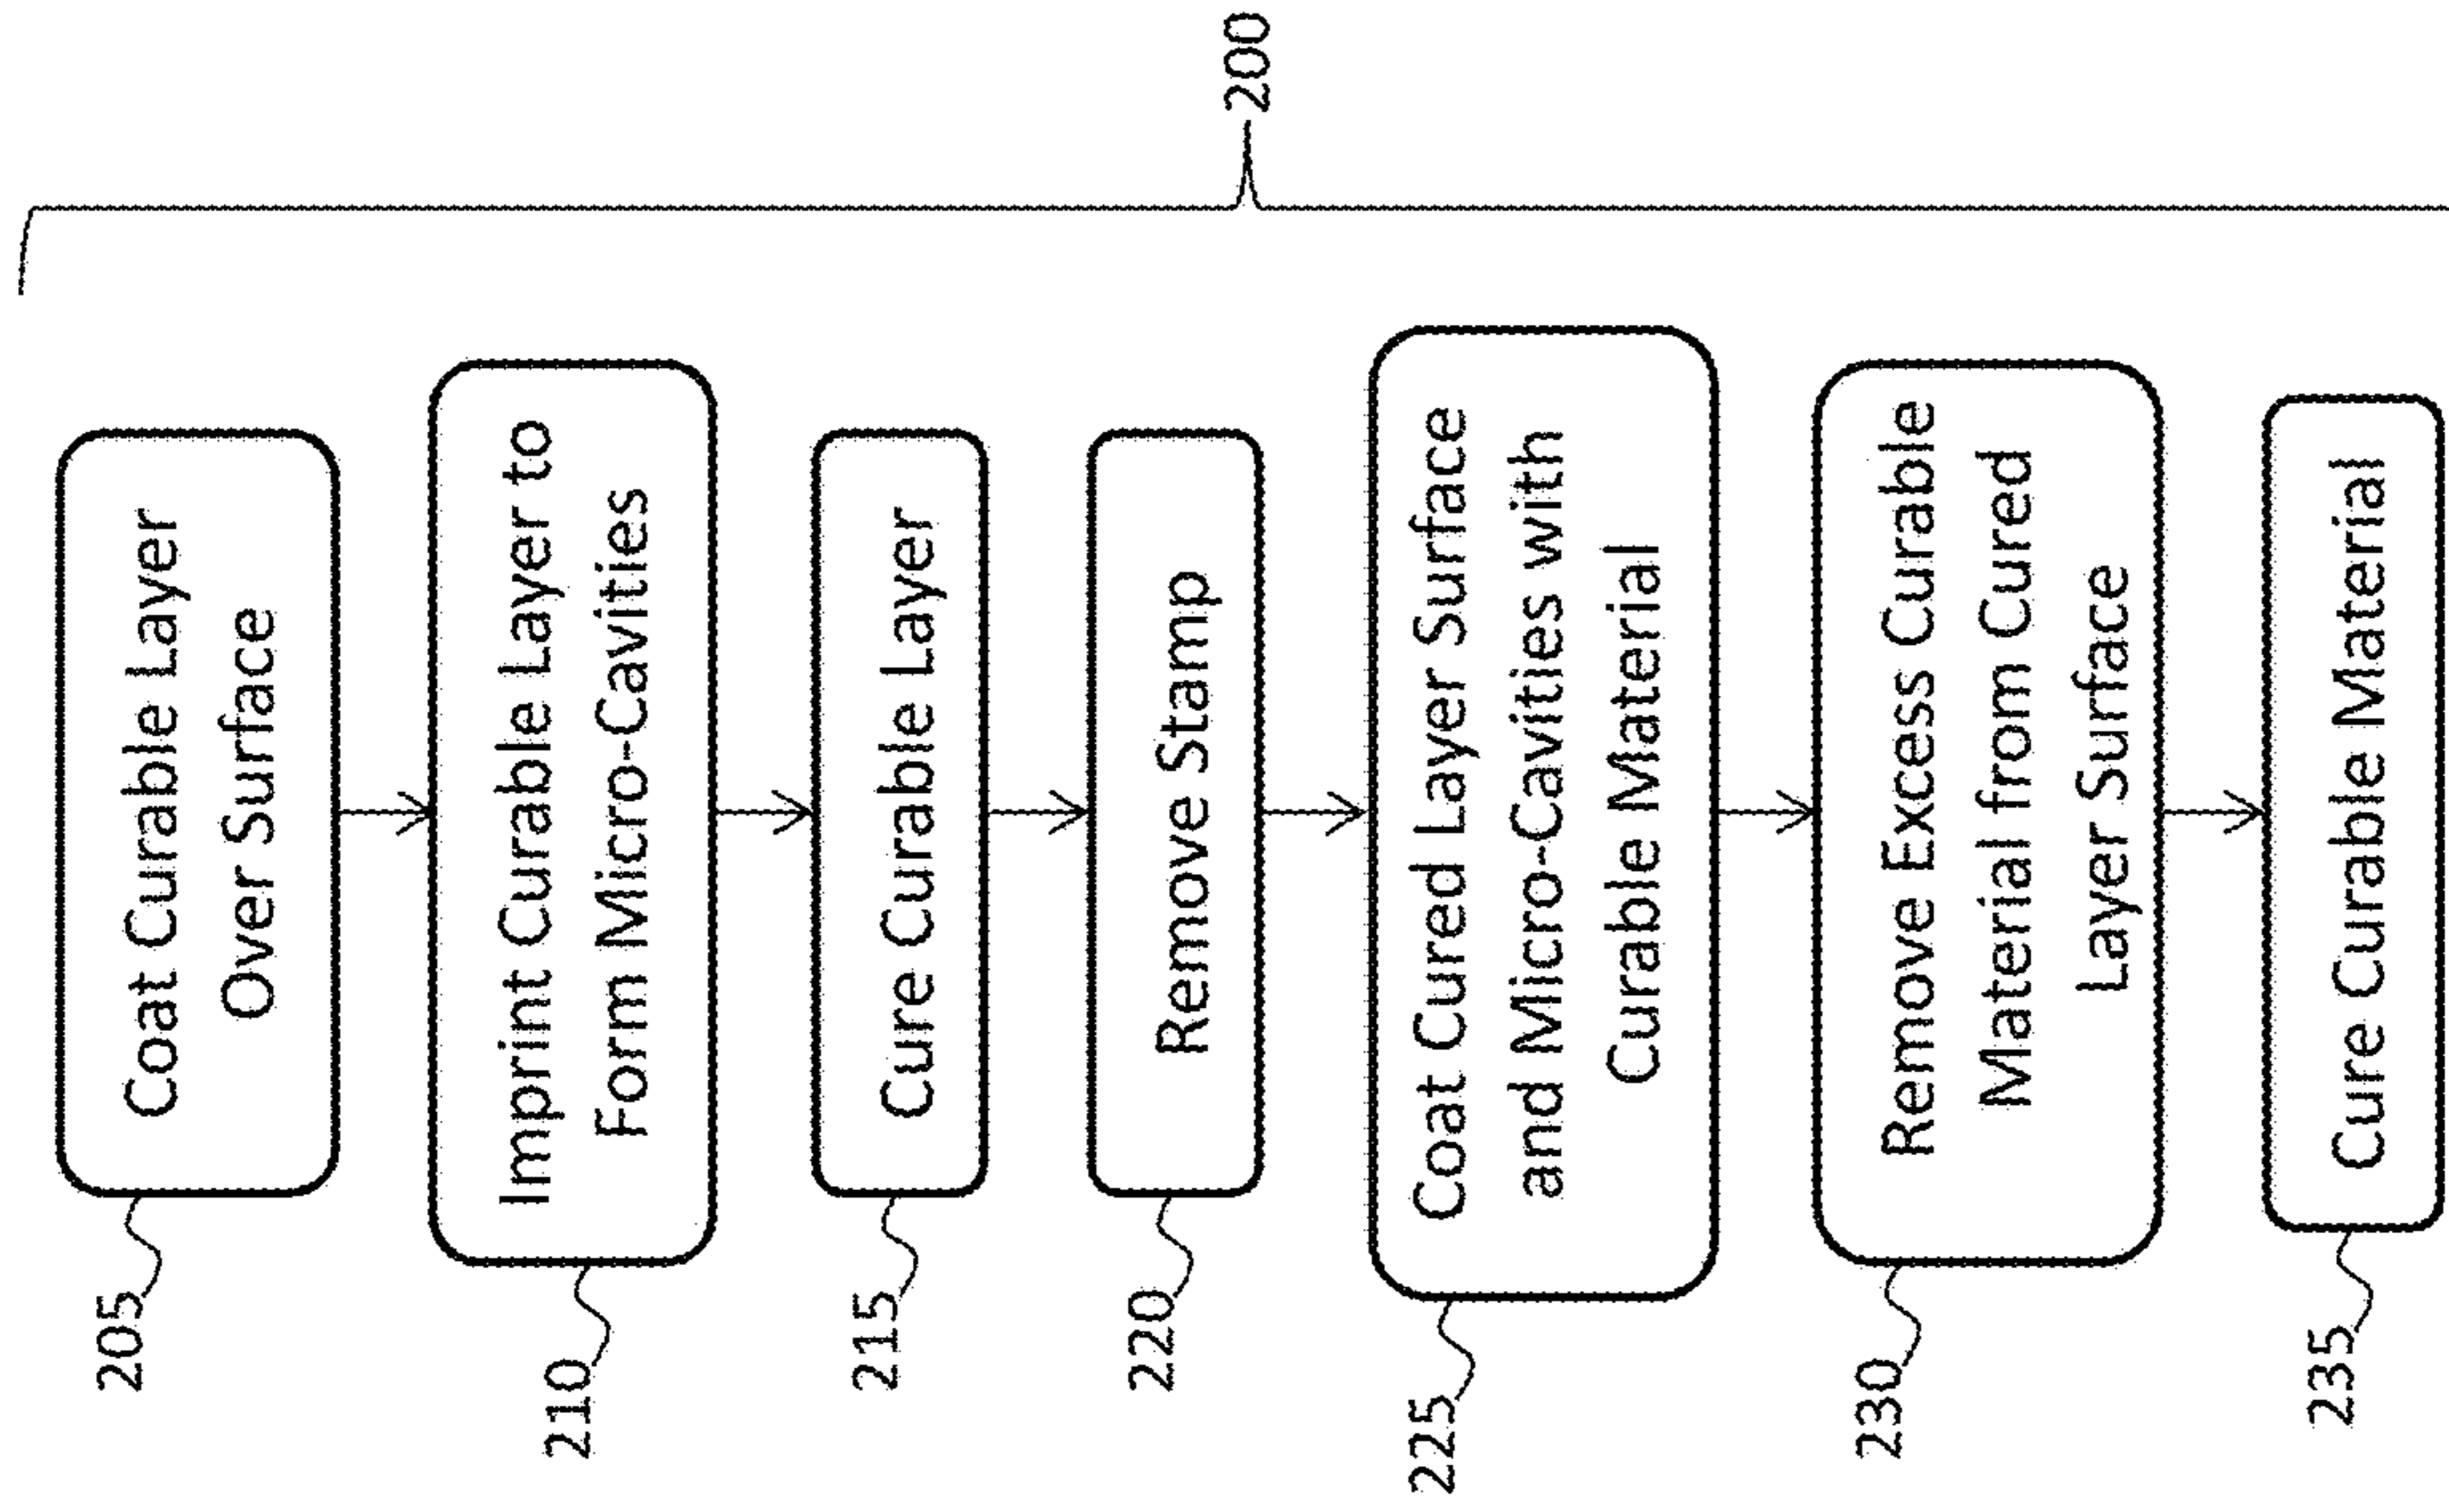 200
205
Coat Curable Layer
Over Surface
210
Imprint Curable Layer to
Form Micro-Cavities
215
Cure Curable Layer
220
Remove Stamp
225
Coat Cured Layer Surface
and Micro-Cavities with
Curable Material
230
Remove Excess Curable
Material from Cured
Layer Surface
235
Cure Curable Material